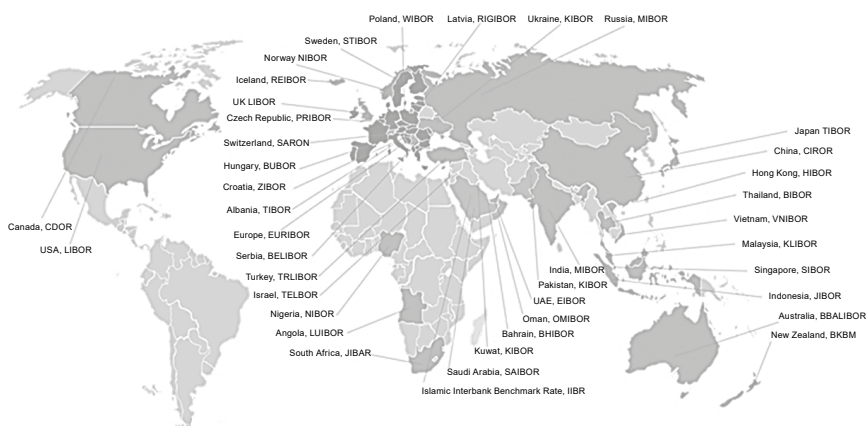 Poland, WIBOR
Latvia, RIGIBOR
Ukraine, KIBOR
Russia, MIBOR
Sweden, STIBOR
Norway NIBOR
Iceland, REIBOR
UK LIBOR
Czech Republic, PRIBOR
Switzerland, SARON
Hungary, BUBOR
Croatia, ZIBOR
Albania, TIBOR
Europe, EURIBOR
Serbia, BELIBOR
Turkey, TRLIBOR
Israel, TELBOR
Nigeria, NIBOR
Angola, LUIBOR
South Africa, JIBAR
Canada, CDOR
USA, LIBOR
Japan TIBOR
China, CIROR
Hong Kong, HIBOR
Thailand, BIBOR
Vietnam, VNIBOR
Malaysia, KLIBOR
Singapore, SIBOR
Indonesia, JIBOR
Australia, BBALIBOR
New Zealand, BKBM
India, MIBOR
Pakistan, KIBOR
UAE, EIBOR
Oman, OMIBOR
Bahrain, BHIBOR
Kuwat, KIBOR
Saudi Arabia, SAIBOR
Islamic Interbank Benchmark Rate, IIBR